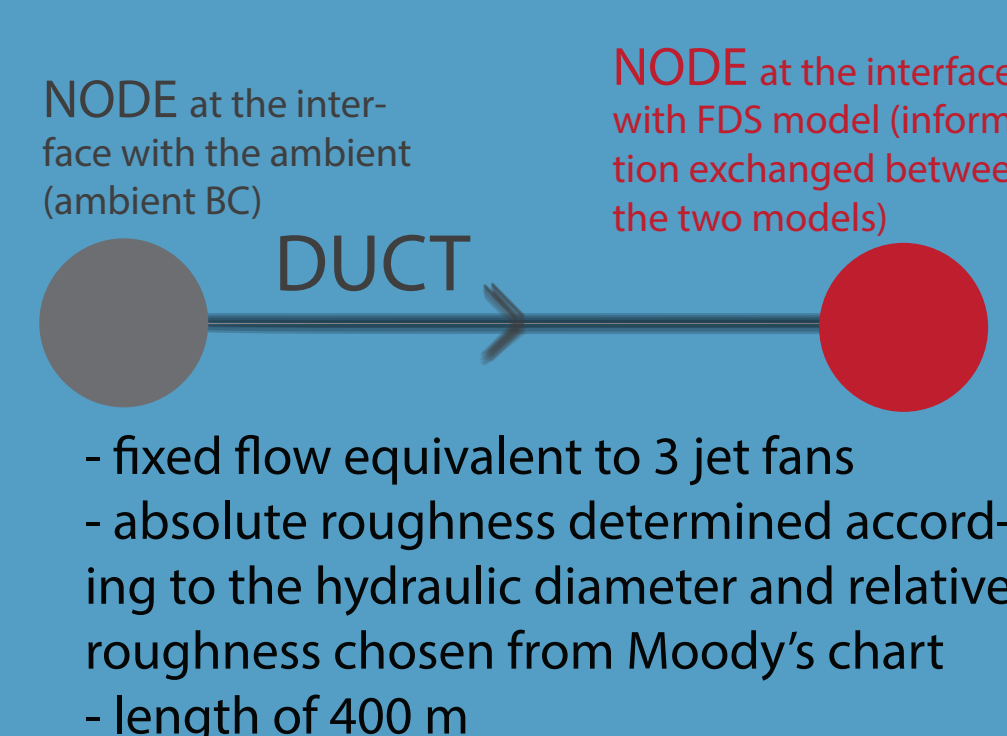 NODE at the inter-
face with the ambient
(ambient BC)
NODE at the interface
with FDS model (inform
tion exchanged betwee
the two models)
DUCT
- fixed flow equivalent to 3 jet fans
- absolute roughness determined accord-
ing to the hydraulic diameter and relative
roughness chosen from Moody’s chart
- length of 400 m